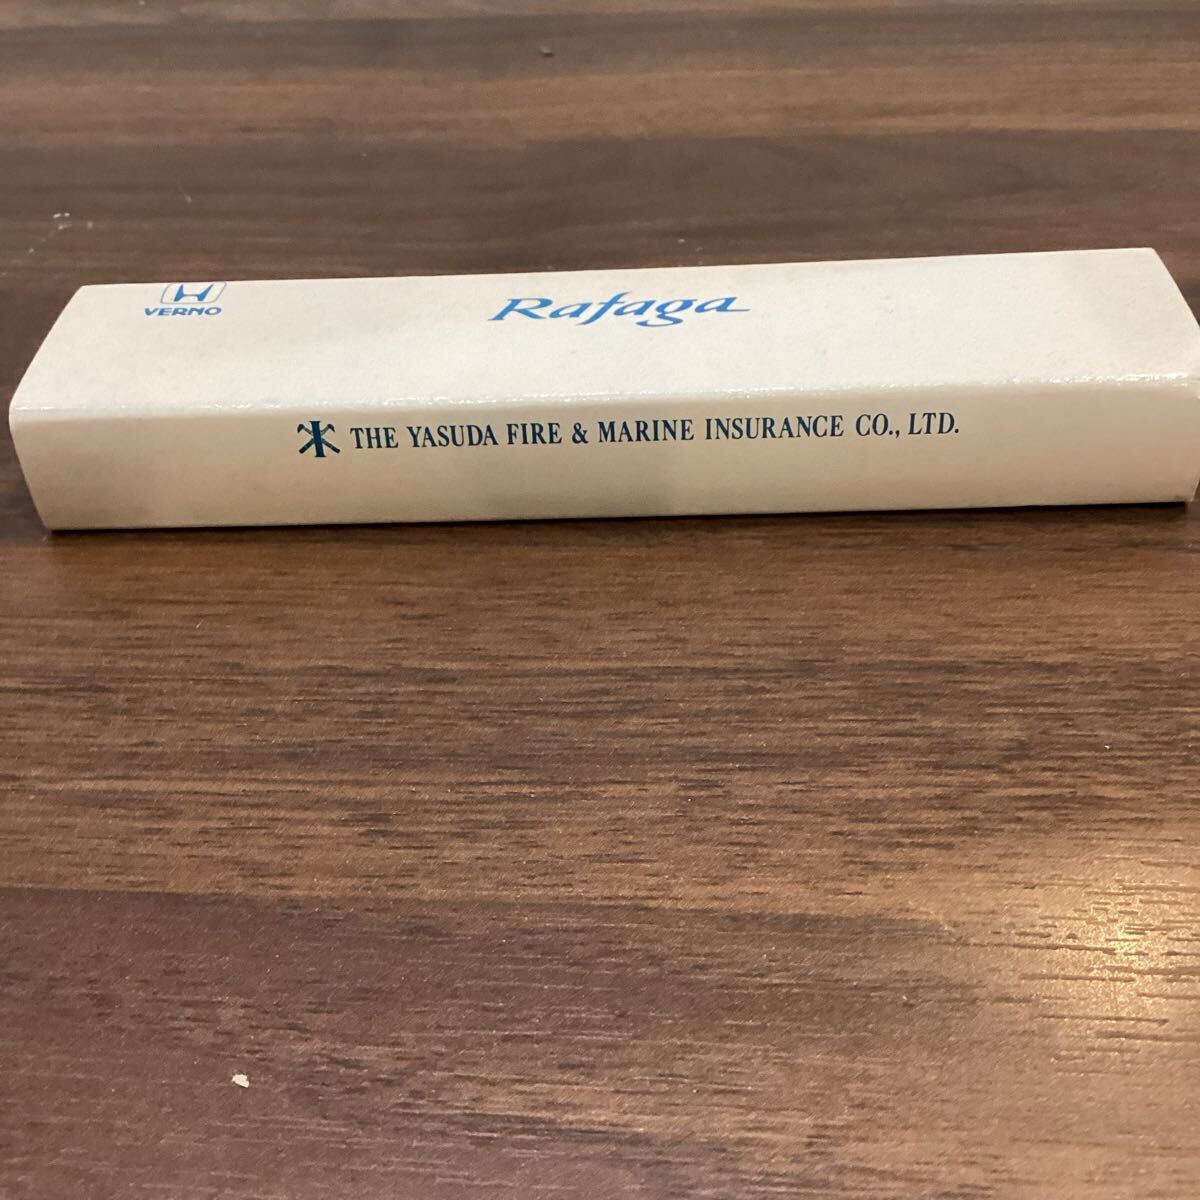 VERNO
Rafaga
THE YASUDA FIRE & MARINE INSURANCE CO., LTD.